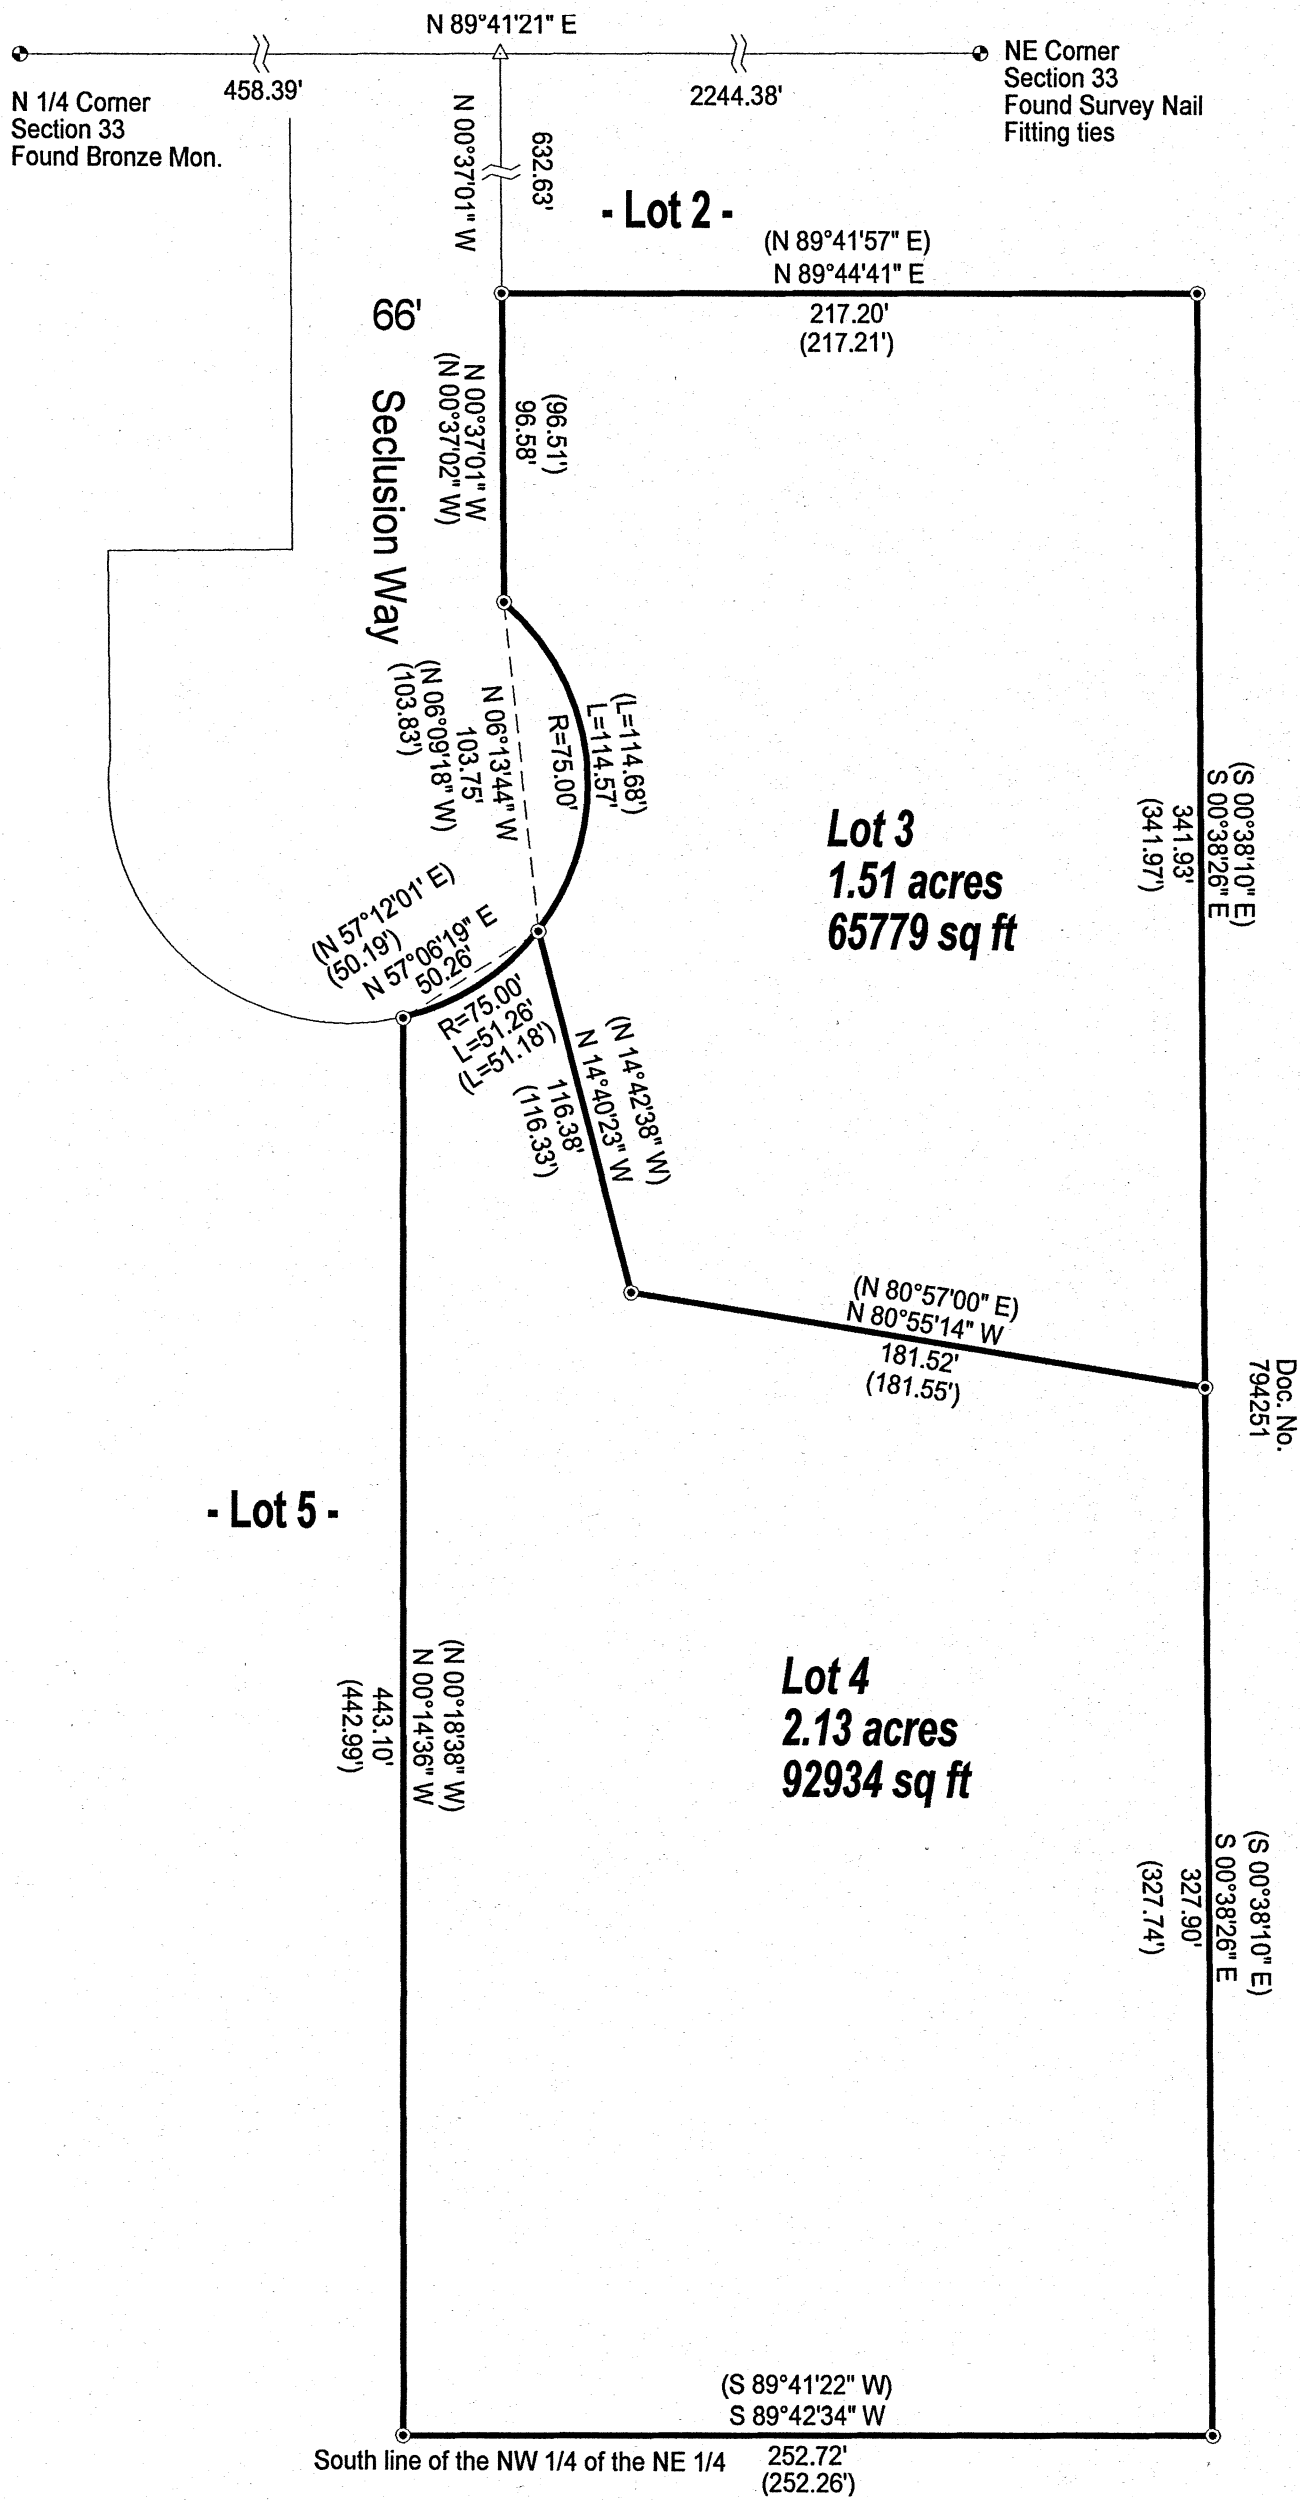 N 89°41'21" E
458.39'
2244.38'
N 1/4 Corner
Section 33
Found Bronze Mon.
NE Corner
Section 33
Found Survey Nail
Fitting ties
N 00°37'01" W
632.63'
- Lot 2 -
(N 89°41'57" E)
N 89°44'41" E
217.20'
(217.21')
66'
Seclusion Way
N 00°37'01" W
(N 00°37'02" W)
(96.51')
96.58'
(L=114.68')
L=114.57'
R=75.00'
N 06°13'44" W
103.75'
(N 06°09'18" W)
(103.83')
(S 00°38'10" E)
S 00°38'26" E
341.93'
(341.97')
Lot 3
1.51 acres
65779 sq ft
(N 57°12'01' E)
(50.19')
N 57°06'19" E
50.26'
R=75.00'
L=51.26'
(L=51.18')
(N 14°42'38" W)
N 14°40'23" W
116.38'
(116.33')
(N 80°57'00" E)
N 80°55'14" W
181.52'
(181.55')
Doc. No.
794251
- Lot 5 -
(N 00°18'38" W)
N 00°14'36" W
443.10'
(442.99')
Lot 4
2.13 acres
92934 sq ft
(S 00°38'10" E)
S 00°38'26" E
327.90'
(327.74')
(S 89°41'22" W)
S 89°42'34" W
South line of the NW 1/4 of the NE 1/4
252.72'
(252.26')